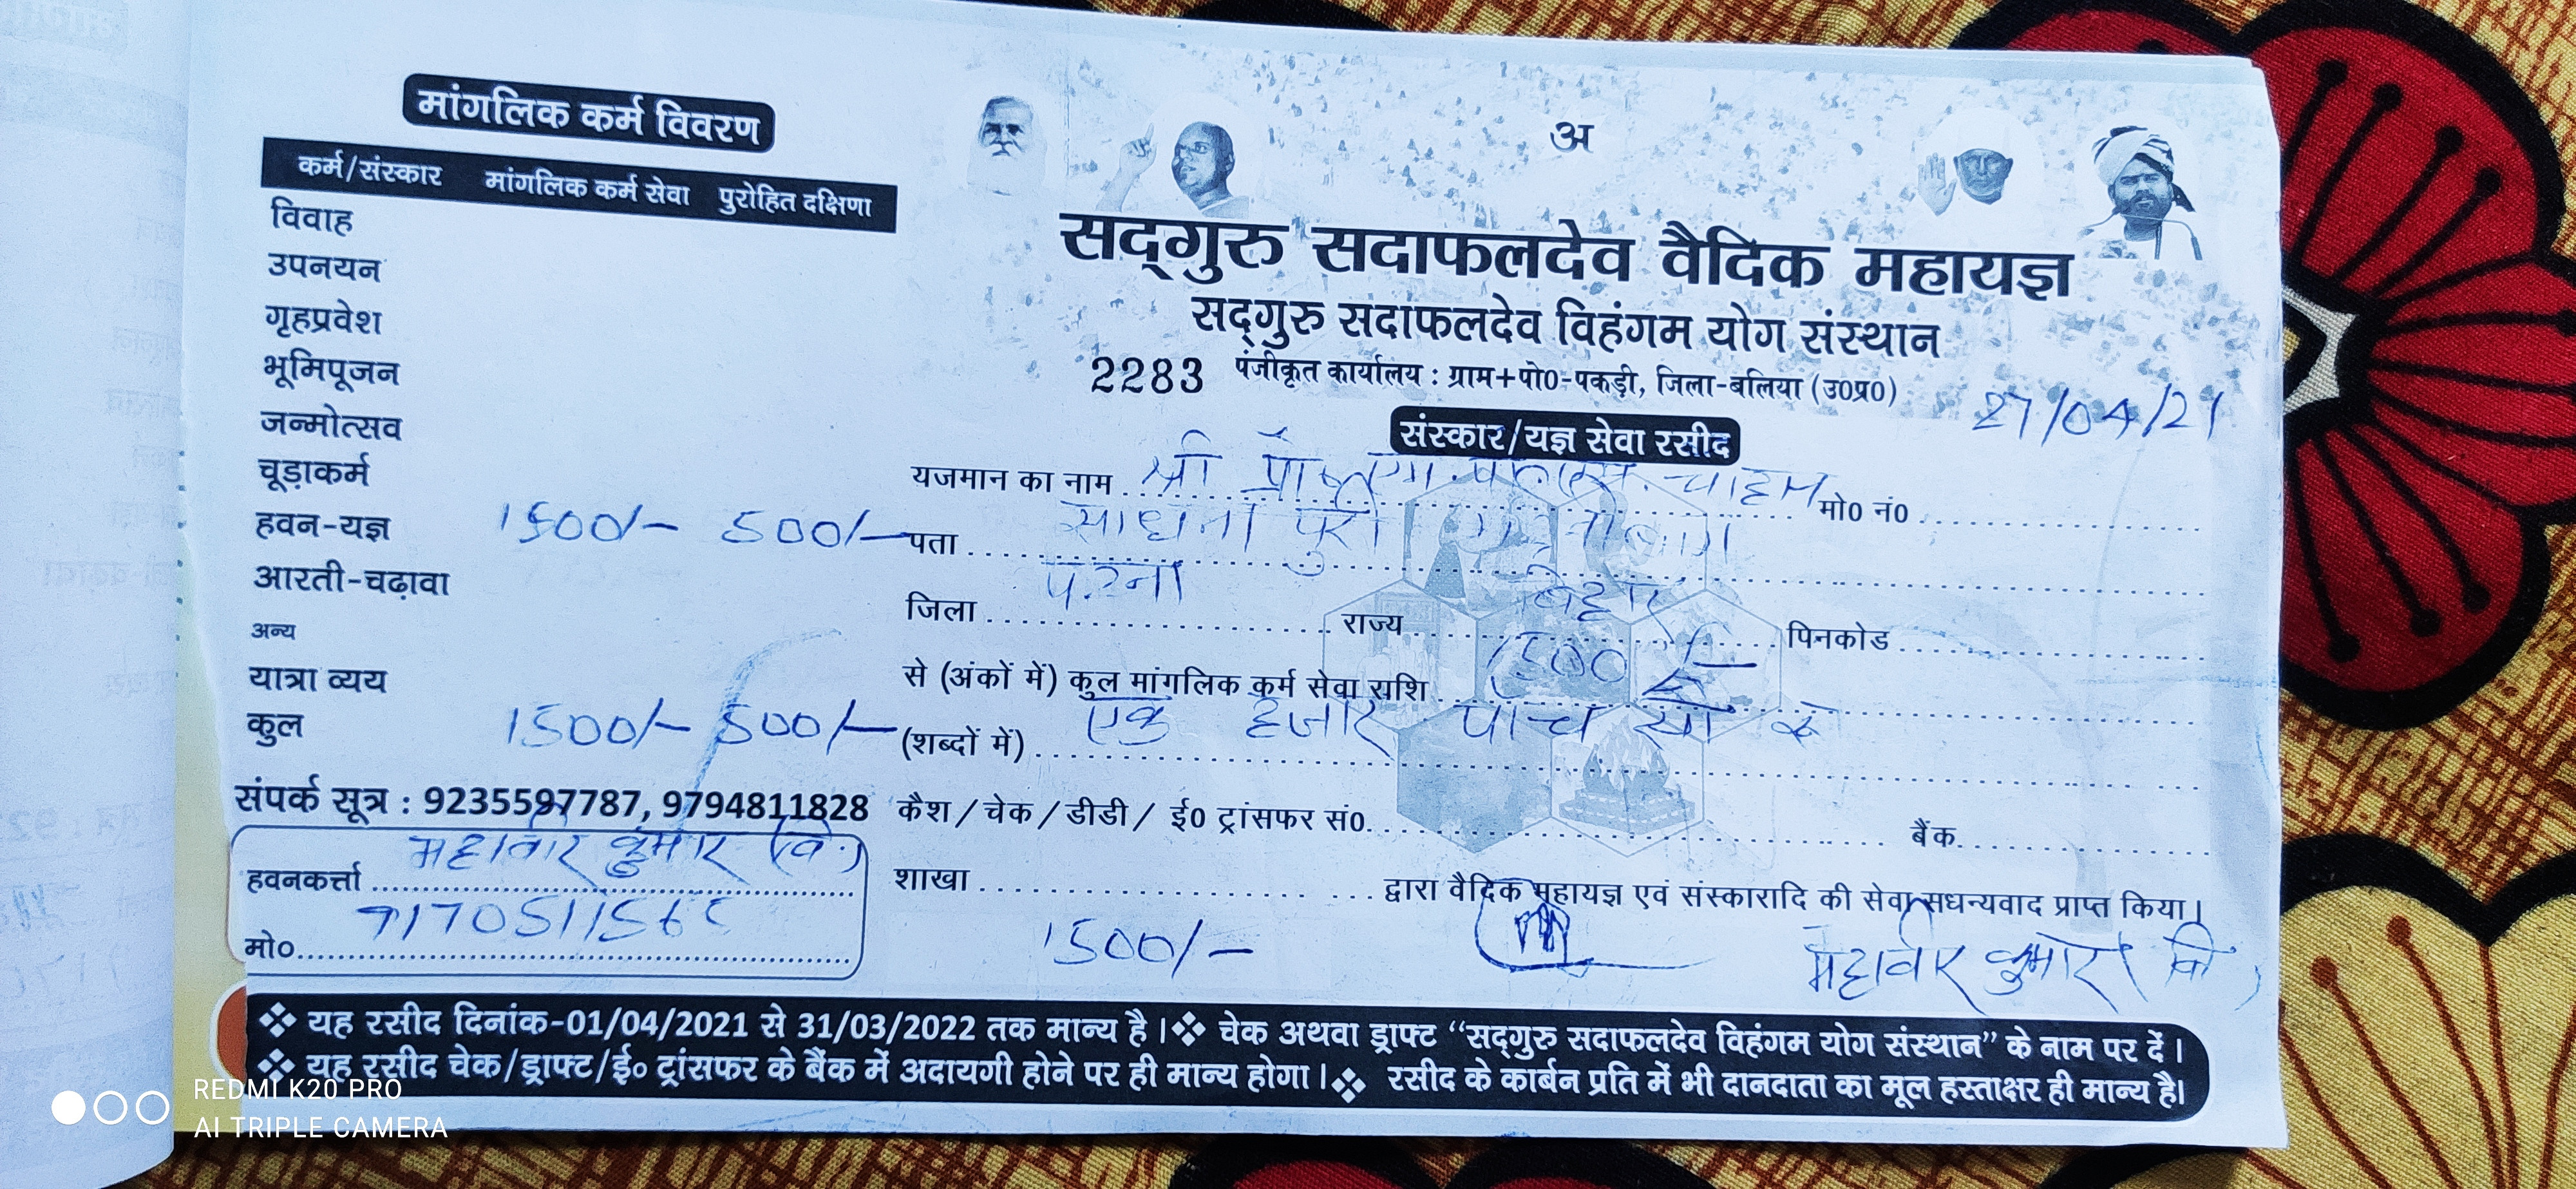 मांगलिक कर्म विवरण
कर्म/संस्कार मांगलिक कर्म सेवा पुरोहित दक्षिणा
विवाह
उपनयन
गृहप्रवेश
भूमिपूजन
जन्मोत्सव
चूड़ाकर्म
हवन-यज्ञ 1500/- 500/-
आरती-चढ़ावा
अन्य
यात्रा व्यय
कुल 1500/- 500/-
संपर्क सूत्र : 9235597787, 9794811828
हवनकर्त्ता महावीर कुमार (वि.)
मो०
अ
सद्गुरु सदाफलदेव वैदिक महायज्ञ
सद्गुरु सदाफलदेव विहंगम योग संस्थान
2283 पंजीकृत कार्यालय : ग्राम+पो0-पकड़ी, जिला-बलिया (उ0प्र0)
27/04/21
संस्कार/यज्ञ सेवा रसीद
यजमान का नाम श्री मो0 नं0
पता साधना पुरी
जिला पटना राज्य बिहार पिनकोड
से (अंकों में) कुल मांगलिक कर्म सेवा राशि 1500/-
(शब्दों में) एक हजार पांच सौ रू
कैश/चेक/डीडी/ ई0 ट्रांसफर सं0 बैंक
शाखा द्वारा वैदिक महायज्ञ एवं संस्कारादि की सेवा सधन्यवाद प्राप्त किया।
1500/- महावीर कुमार (वि)
❖ यह रसीद दिनांक-01/04/2021 से 31/03/2022 तक मान्य है।❖ चेक अथवा ड्राफ्ट “सद्गुरु सदाफलदेव विहंगम योग संस्थान” के नाम पर दें।
❖ यह रसीद चेक/ड्राफ्ट/ई० ट्रांसफर के बैंक में अदायगी होने पर ही मान्य होगा।❖ रसीद के कार्बन प्रति में भी दानदाता का मूल हस्ताक्षर ही मान्य है।
REDMI K20 PRO
AI TRIPLE CAMERA